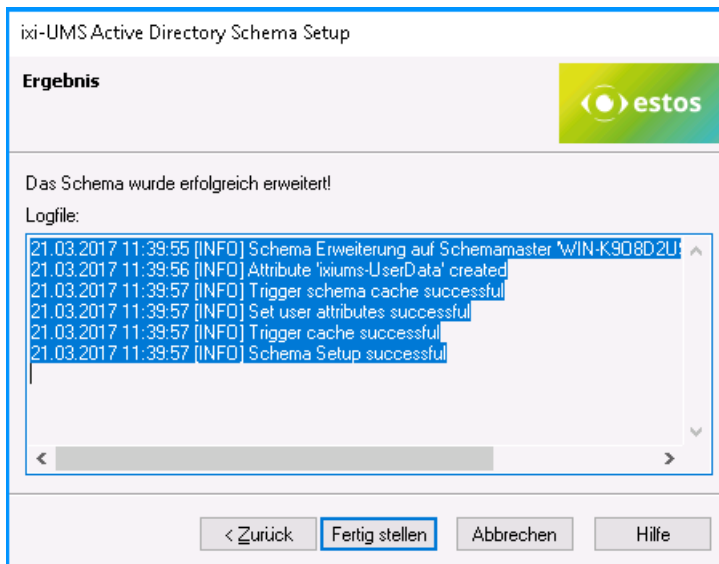 ixi-UMS Active Directory Schema Setup
Ergebnis
estos
Das Schema wurde erfolgreich erweitert!
Logfile:
21.03.2017 11:39:55 [INFO] Schema Erweiterung auf Schemamaster 'WIN-K9O8D2U
21.03.2017 11:39:56 [INFO] Attribute 'ixiums-UserData' created
21.03.2017 11:39:57 [INFO] Trigger schema cache successful
21.03.2017 11:39:57 [INFO] Set user attributes successful
21.03.2017 11:39:57 [INFO] Trigger cache successful
21.03.2017 11:39:57 [INFO] Schema Setup successful
< Zurück Fertig stellen Abbrechen Hilfe